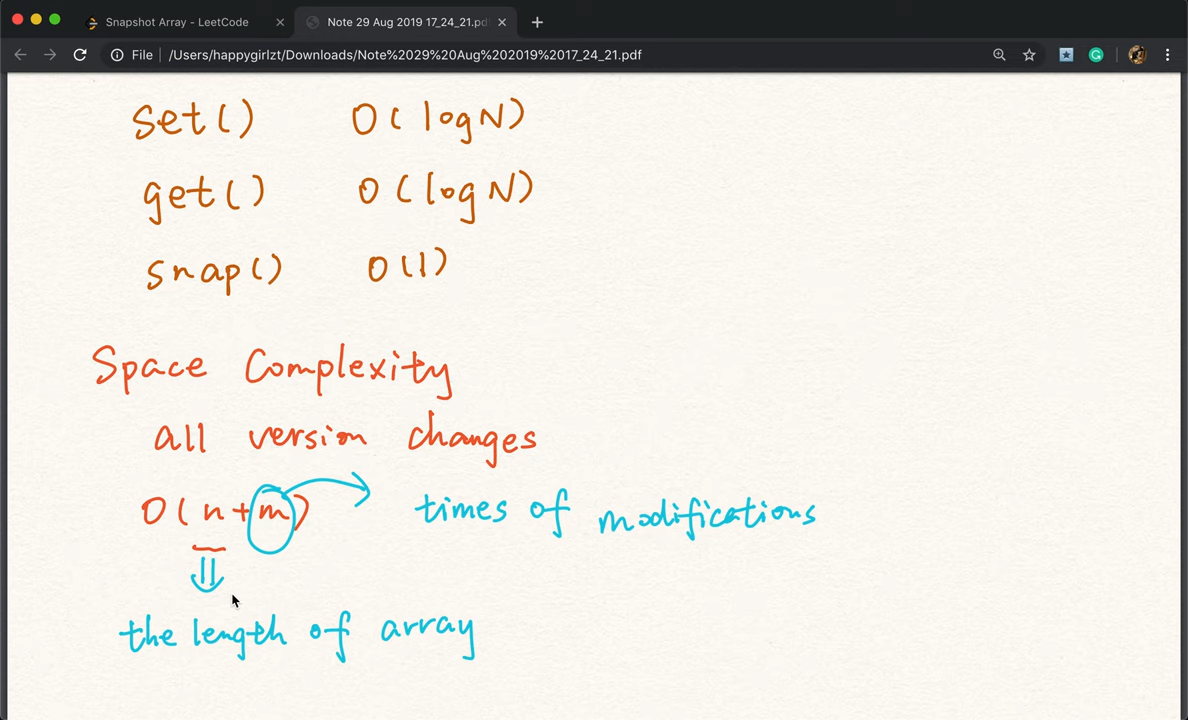 Snapshot Array - LeetCode
Note 29 Aug 2019 17_24_21.pd
File /Users/happygirlzt/Downloads/Note%2029%20Aug%202019%2017_24_21.pdf
set() O(logN)
get() O(logN)
snap() O(1)
Space Complexity
all version changes
O(n+m) times of modifications
the length of array